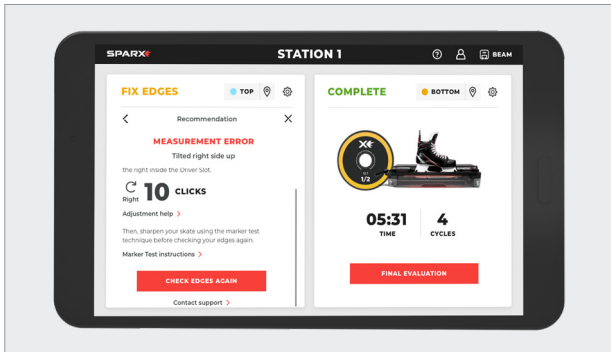 SPARX
STATION 1
BEAM
FIX EDGES
TOP
Recommendation
MEASUREMENT ERROR
Tilted right side up
the right inside the Driver Slot.
Right
10 CLICKS
Adjustment help >
Then, sharpen your skate using the marker test
technique before checking your edges again.
Marker Test instructions >
CHECK EDGES AGAIN
Contact support >
COMPLETE
BOTTOM
1/2
05:31
TIME
4
CYCLES
FINAL EVALUATION